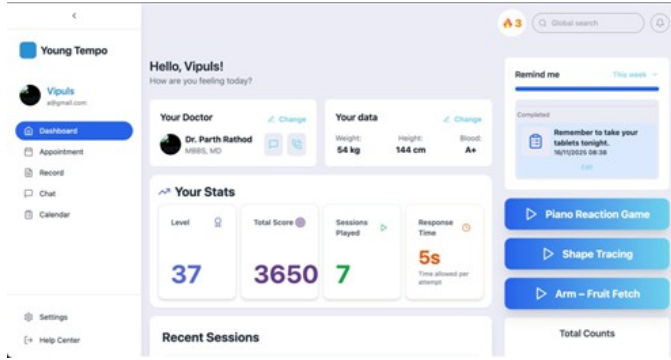 Young Tempo
Vipuls
a@gmail.com
Dashboard
Appointment
Record
Chat
Calendar
Settings
Help Center
3
Global search
Hello, Vipuls!
How are you feeling today?
Your Doctor
Change
Dr. Parth Rathod
MBBS, MD
Your data
Change
Weight:
54 kg
Height:
144 cm
Blood:
A+
Your Stats
Level
37
Total Score
3650
Sessions
Played
7
Response
Time
5s
Time allowed per
attempt
Recent Sessions
Remind me
This week
Completed
Remember to take your
tablets tonight.
16/11/2025 08:38
Edit
Piano Reaction Game
Shape Tracing
Arm – Fruit Fetch
Total Counts